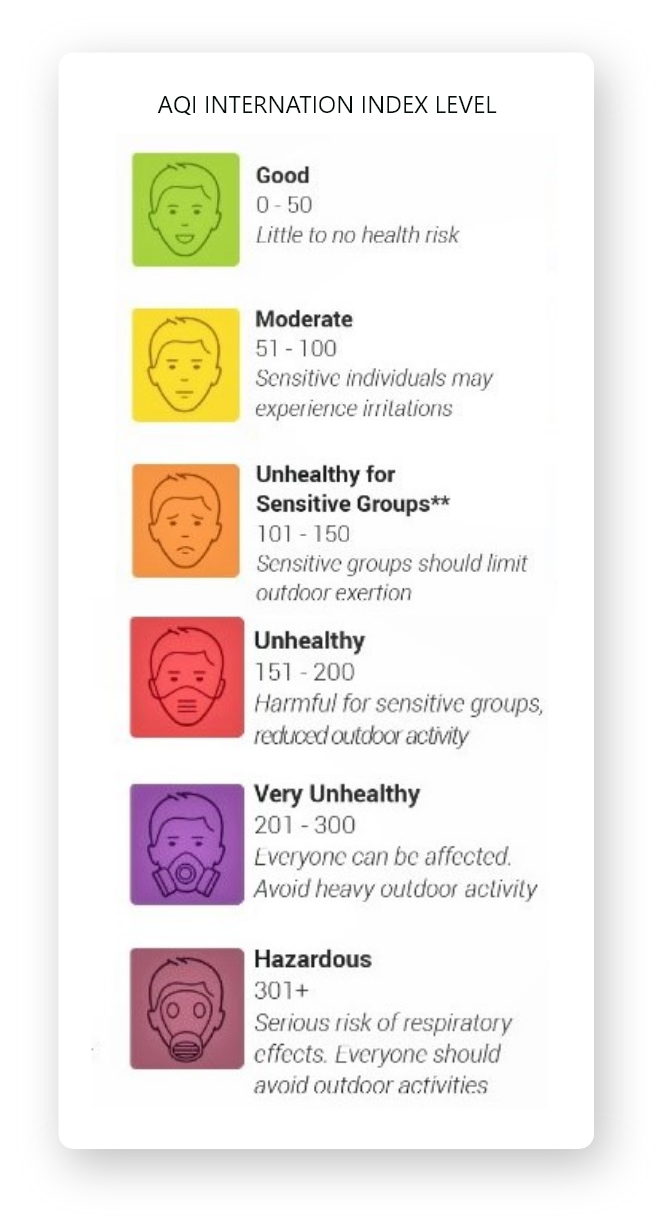 AQI INTERNATION INDEX LEVEL
Good
0 - 50
Little to no health risk
Moderate
51 - 100
Sensitive individuals may
experience irritations
Unhealthy for
Sensitive Groups**
101 - 150
Sensitive groups should limit
outdoor exertion
Unhealthy
151 - 200
Harmful for sensitive groups,
reduced outdoor activity
Very Unhealthy
201 - 300
Everyone can be affected.
Avoid heavy outdoor activity
Hazardous
301+
Serious risk of respiratory
effects. Everyone should
avoid outdoor activities